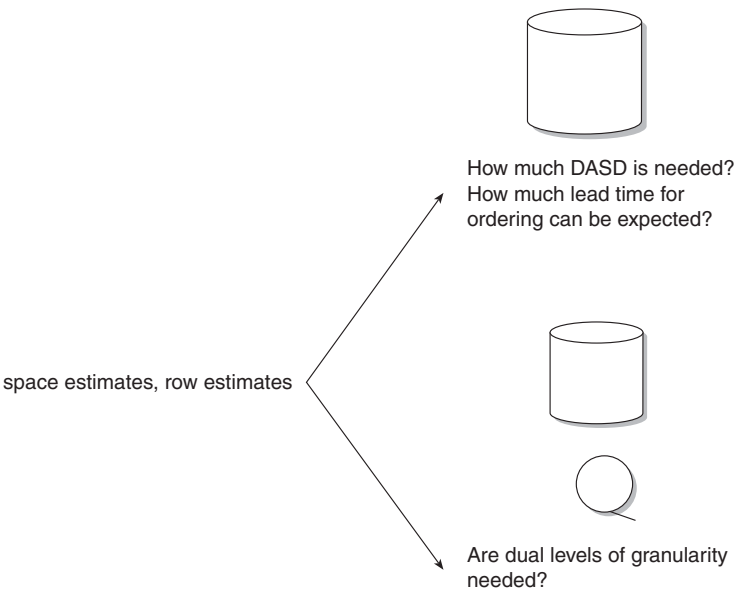 How much DASD is needed?
How much lead time for
ordering can be expected?
space estimates, row estimates
Are dual levels of granularity
needed?